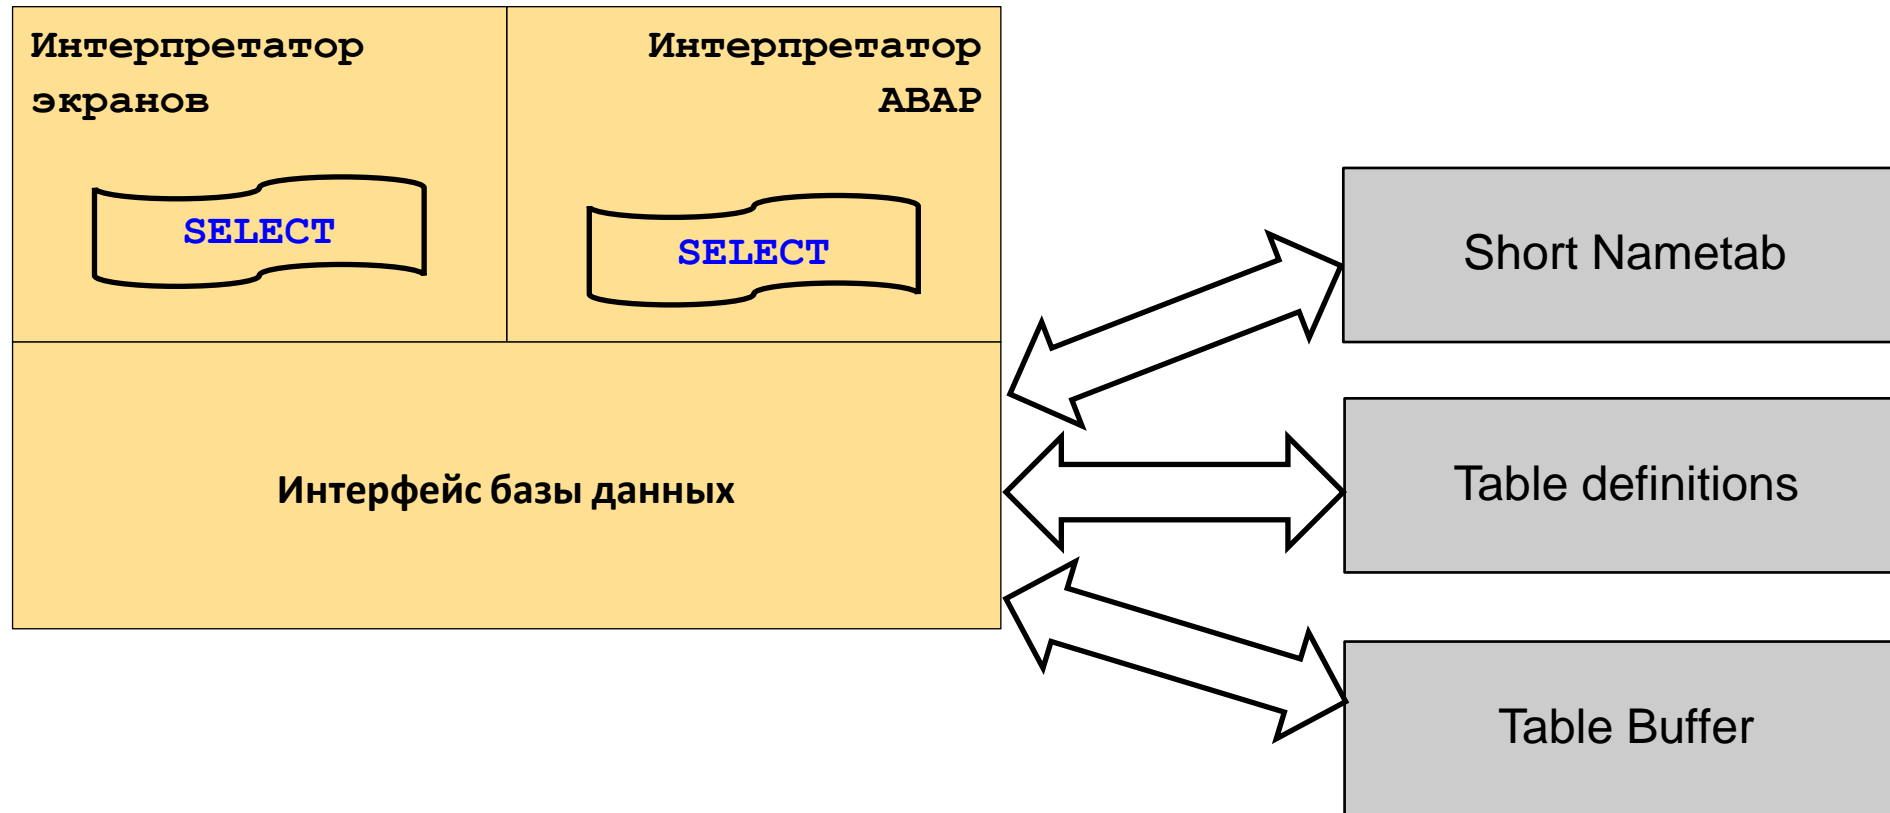 Интерпретатор
экранов
Интерпретатор
ABAP
SELECT
SELECT
Интерфейс базы данных
Short Nametab
Table definitions
Table Buffer